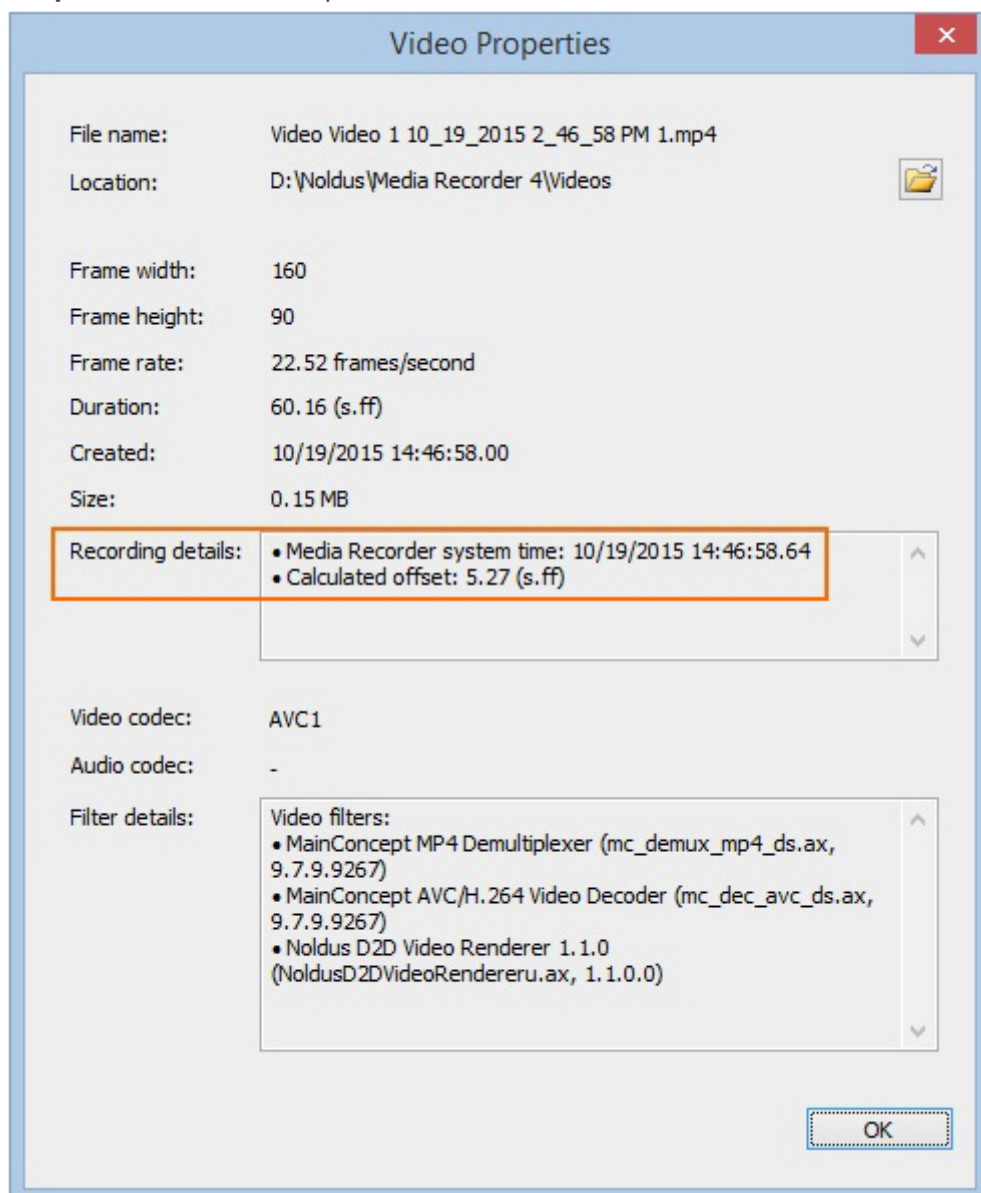 Video Properties
File name: Video Video 1 10_19_2015 2_46_58 PM 1.mp4
Location: D:\Noldus\Media Recorder 4\Videos
Frame width: 160
Frame height: 90
Frame rate: 22.52 frames/second
Duration: 60.16 (s.ff)
Created: 10/19/2015 14:46:58.00
Size: 0.15 MB
Recording details: • Media Recorder system time: 10/19/2015 14:46:58.64
• Calculated offset: 5.27 (s.ff)
Video codec: AVC1
Audio codec: -
Filter details: Video filters:
• MainConcept MP4 Demultiplexer (mc_demux_mp4_ds.ax,
9.7.9.9267)
• MainConcept AVC/H.264 Video Decoder (mc_dec_avc_ds.ax,
9.7.9.9267)
• Noldus D2D Video Renderer 1.1.0
(NoldusD2DVideoRendereru.ax, 1.1.0.0)
OK